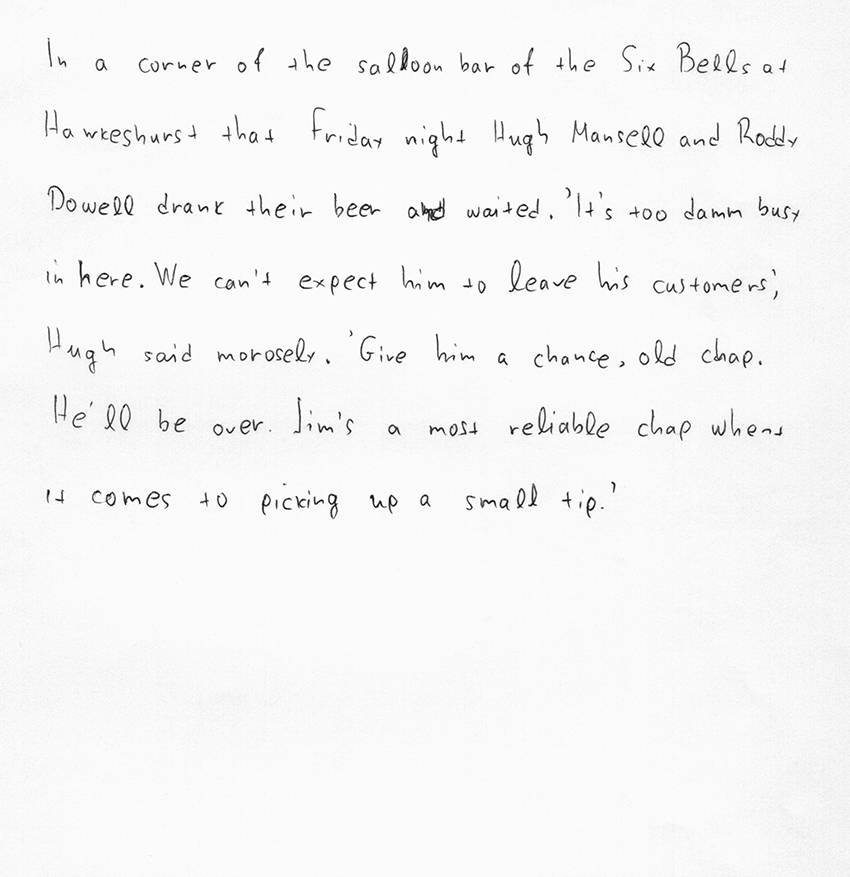 In a corner of the salloon bar of the Six Bells at
Hawkeshurst that Friday night Hugh Mansell and Roddy
Dowell drank their beer and waited. 'It's too damn busy
in here. We can't expect him to leave his customers',
Hugh said morosely. 'Give him a chance, old chap.
He'll be over. Jim's a most reliable chap when
it comes to picking up a small tip.'